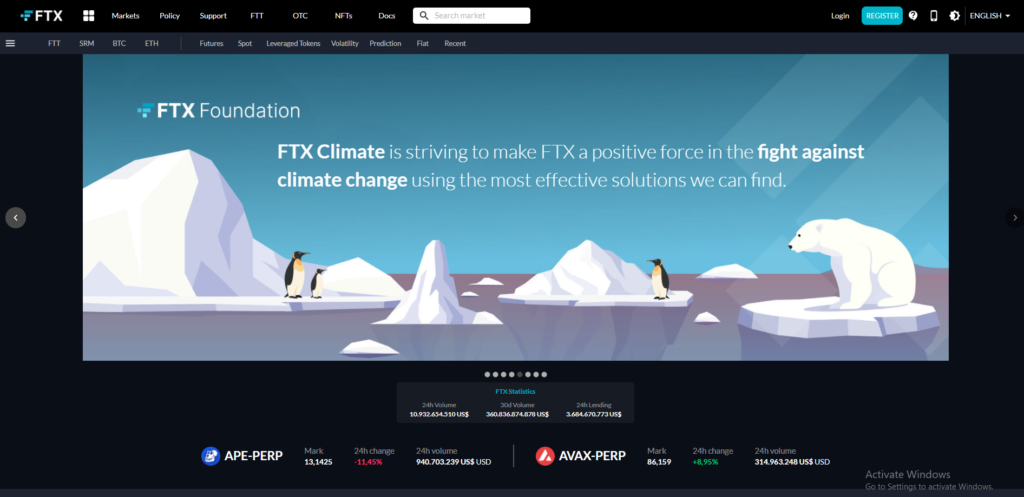 FTX Markets Policy Support FTT OTC NFTs Docs Search market Login REGISTER ENGLISH
FTT SRM BTC ETH Futures Spot Leveraged Tokens Volatility Prediction Fiat Recent
FTX Foundation
FTX Climate is striving to make FTX a positive force in the fight against
climate change using the most effective solutions we can find.
FTX Statistics
24h Volume 30d Volume 24h Lending
10.932.654.510 US$ 360.836.874.878 US$ 3.684.670.773 US$
APE-PERP Mark 24h change 24h volume AVAX-PERP Mark 24h change 24h volume
13,1425 -11,45% 940.703.239 US$ USD 86,159 +8,95% 314.963.248 US$ USD
Activate Windows
Go to Settings to activate Windows.